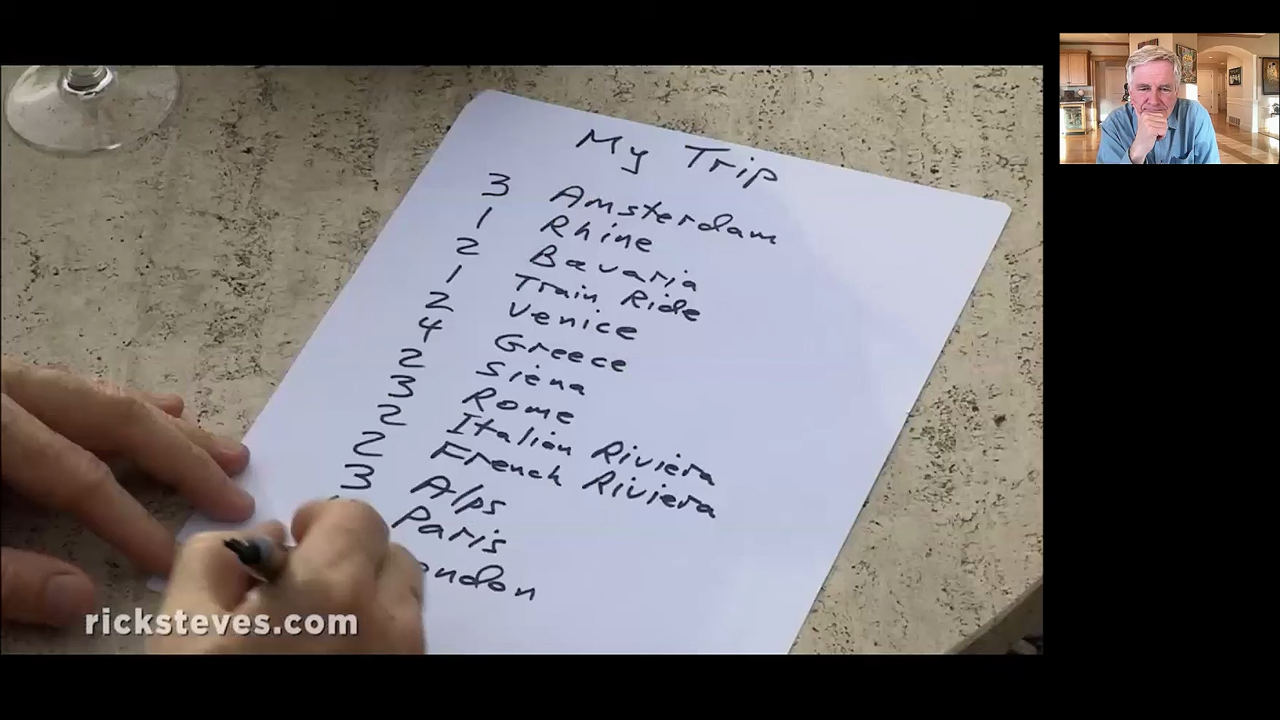 My Trip
3 Amsterdam
1 Rhine
2 Bavaria
1 Train Ride
2 Venice
4 Greece
2 Siena
3 Rome
2 Italian Riviera
2 French Riviera
3 Alps
Paris
ondon
ricksteves.com